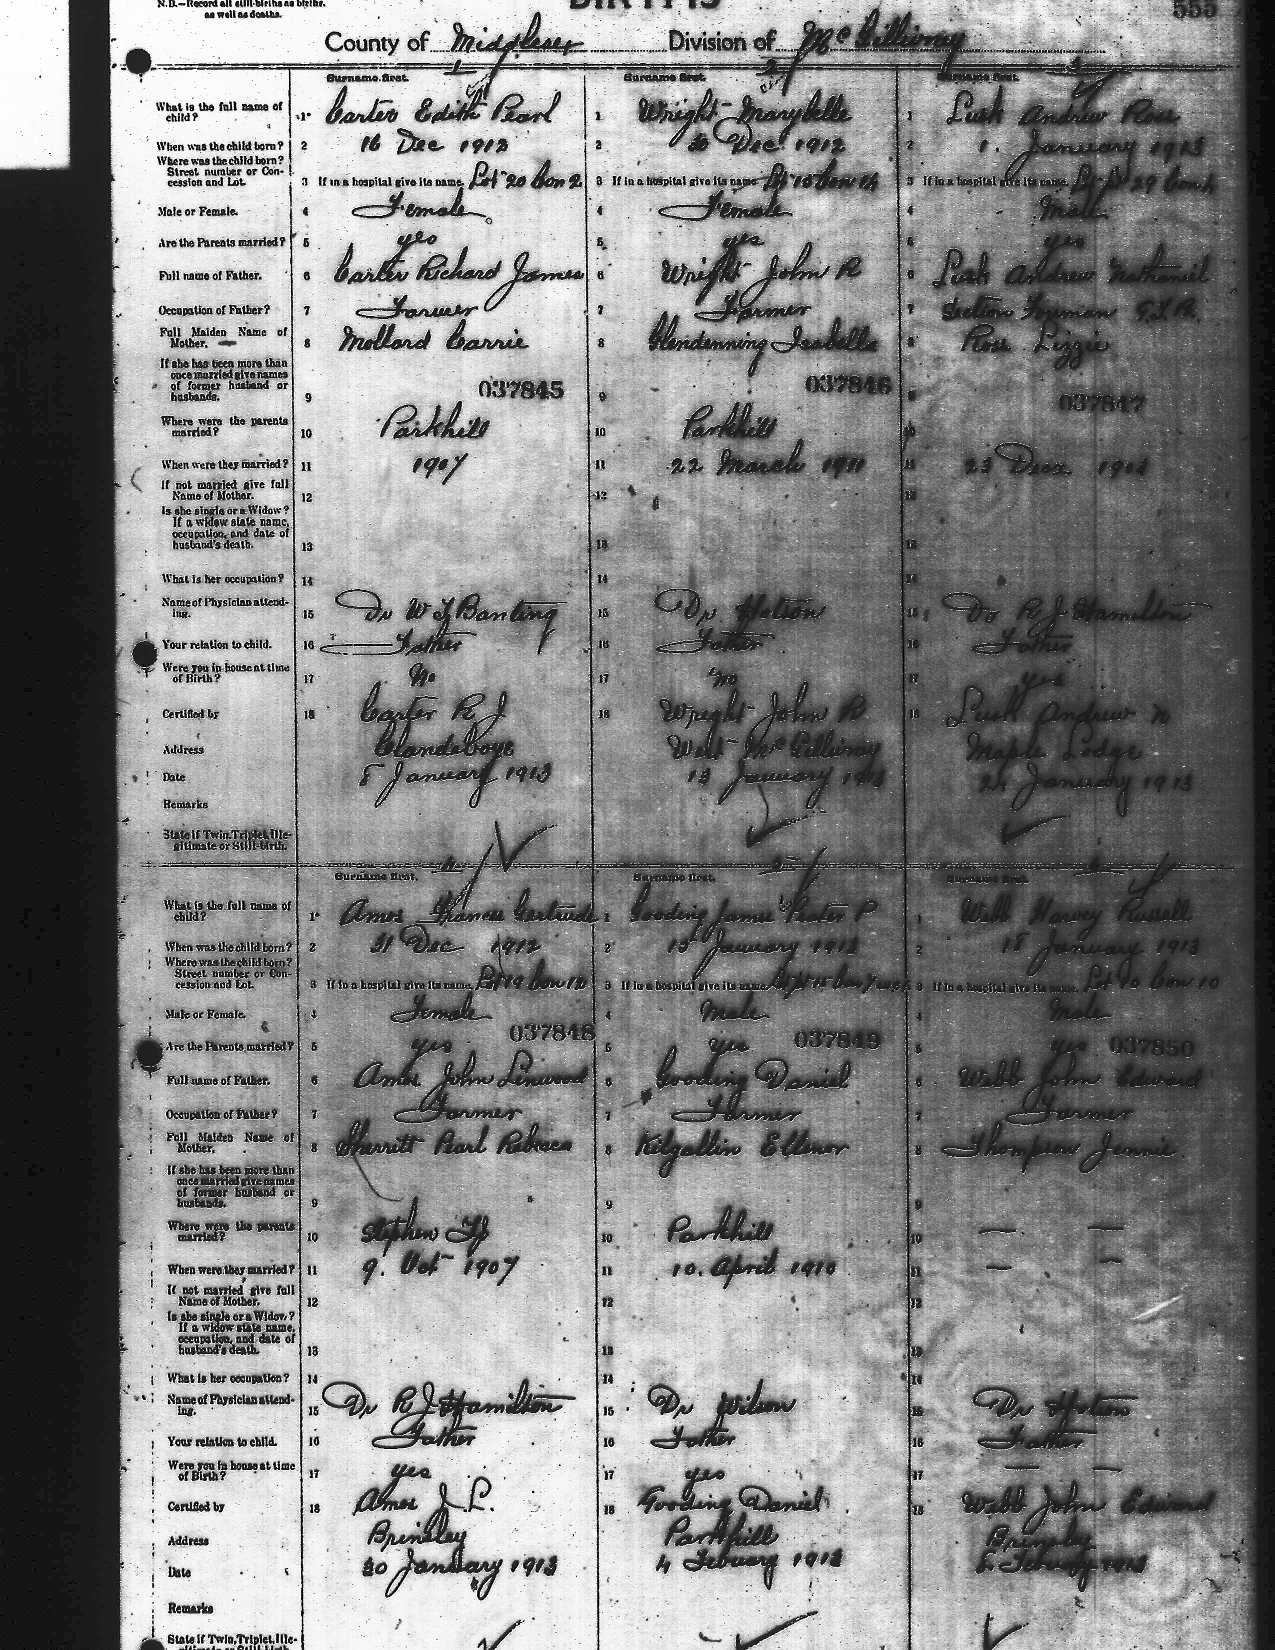 N.B.—Record all still-births as births, 555
as well as deaths.
County of Middlesex Division of McGillivray
1 2 3
Surname first. Surname first. Surname first.
What is the full name of child? 1 Carter Edith Pearl 1 Wright Marybelle 1 Lusk Andrew Ross
When was the child born? 2 16 Dec 1912 2 Dec 1912 2 1. January 1913
Where was the child born? Street number or Concession and Lot. 3 If in a hospital give its name. Lot 20 Con 2 3 If in a hospital give its name. Con 14 3 If in a hospital give its name. 29 Con
Male or Female. 4 Female 4 Female 4 Male
Are the Parents married? 5 yes 5 yes 5 yes
Full name of Father. 6 Carter Richard James 6 Wright John R 6 Lusk Andrew Nathaniel
Occupation of Father? 7 Farmer 7 Farmer 7 Section Foreman G.T.R.
Full Maiden Name of Mother. 8 Mollard Carrie 8 Glendenning Isabella 8 Ross Lizzie
If she has been more than once married give names of former husband or husbands. 9 037845 9 037846 9 037847
Where were the parents married? 10 Parkhill 10 Parkhill 10
When were they married? 11 1907 11 22 March 1911 11 23 Dec
If not married give full Name of Mother. 12 12 12
Is she single or a Widow? If a widow state name, occupation, and date of husband's death. 13 13 13
What is her occupation? 14 14 14
Name of Physician attending. 15 Dr W J Banting 15 Dr Hotson 15 Dr R J Hamilton
Your relation to child. 16 Father 16 Father 16 Father
Were you in house at time of Birth? 17 No 17 no 17 yes
Certified by 18 Carter R J 18 Wright John R 18 Lusk Andrew N
Address Clandeboye West McGillivray Maple Lodge
Date 8 January 1913 13 January 1913 January 1913
Remarks
State if Twin, Triplet, Illegitimate or Still-birth.
4 5 6
Surname first. Surname first. Surname first.
What is the full name of child? 1 Amos Frances Gertrude 1 Gooding James Peter P 1 Webb Harvey Russell
When was the child born? 2 31 Dec 1912 2 15 January 1913 2 18 January 1913
Where was the child born? Street number or Concession and Lot. 3 If in a hospital give its name. Lot 19 Con 10 3 If in a hospital give its name. Con 7 3 If in a hospital give its name. Lot 10 Con 10
Male or Female. 4 Female 4 Male 4 Male
037848 037849 037850
Are the Parents married? 5 yes 5 yes 5 yes
Full name of Father. 6 Amos John Linwood 6 Gooding Daniel 6 Webb John Edward
Occupation of Father? 7 Farmer 7 Farmer 7 Farmer
Full Maiden Name of Mother. 8 Sherritt Pearl Rebecca 8 Kilgallin Ellenor 8 Thompson Jennie
If she has been more than once married give names of former husband or husbands. 9 9 9
Where were the parents married? 10 Stephen Tp 10 Parkhill 10 — —
When were they married? 11 9. Oct 1907 11 10. April 1910 11 — —
If not married give full Name of Mother. 12 12 12
Is she single or a Widow? If a widow state name, occupation, and date of husband's death. 13 13 13
What is her occupation? 14 14 14
Name of Physician attending. 15 Dr R J Hamilton 15 Dr Wilson 15 Dr Hotson
Your relation to child. 16 Father 16 Father 16 Father
Were you in house at time of Birth? 17 yes 17 yes 17 — —
Certified by 18 Amos J. L. 18 Gooding Daniel 18 Webb John Edward
Address Brinsley Parkhill Brinsley
Date 30 January 1913 4 Febuary 1913 Febuary 1913
Remarks
State if Twin, Triplet, Ille-